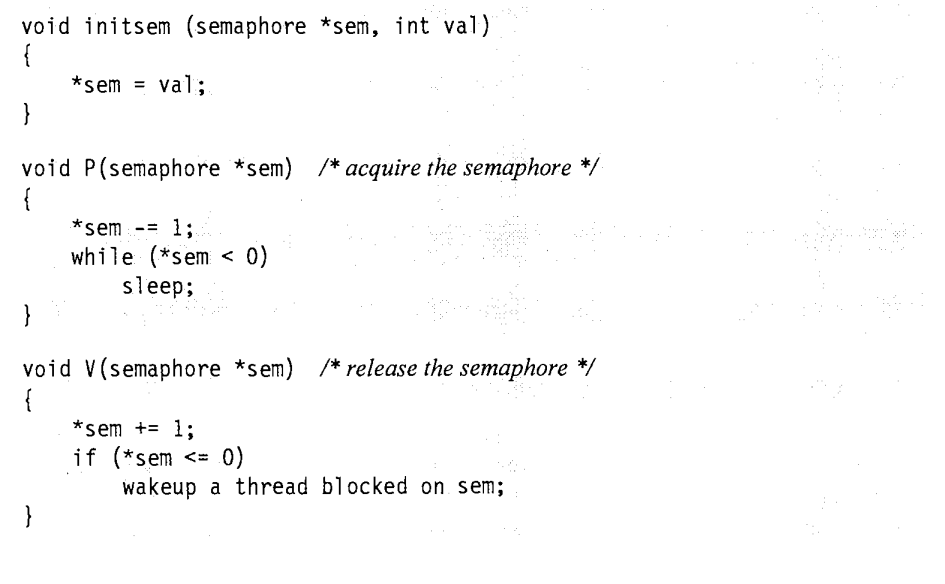 void initsem (semaphore *sem, int val)
{
    *sem = val;
}
void P(semaphore *sem)  /* acquire the semaphore */
{
    *sem -= 1;
    while (*sem < 0)
        sleep;
}
void V(semaphore *sem)  /* release the semaphore */
{
    *sem += 1;
    if (*sem <= 0)
        wakeup a thread blocked on sem;
}